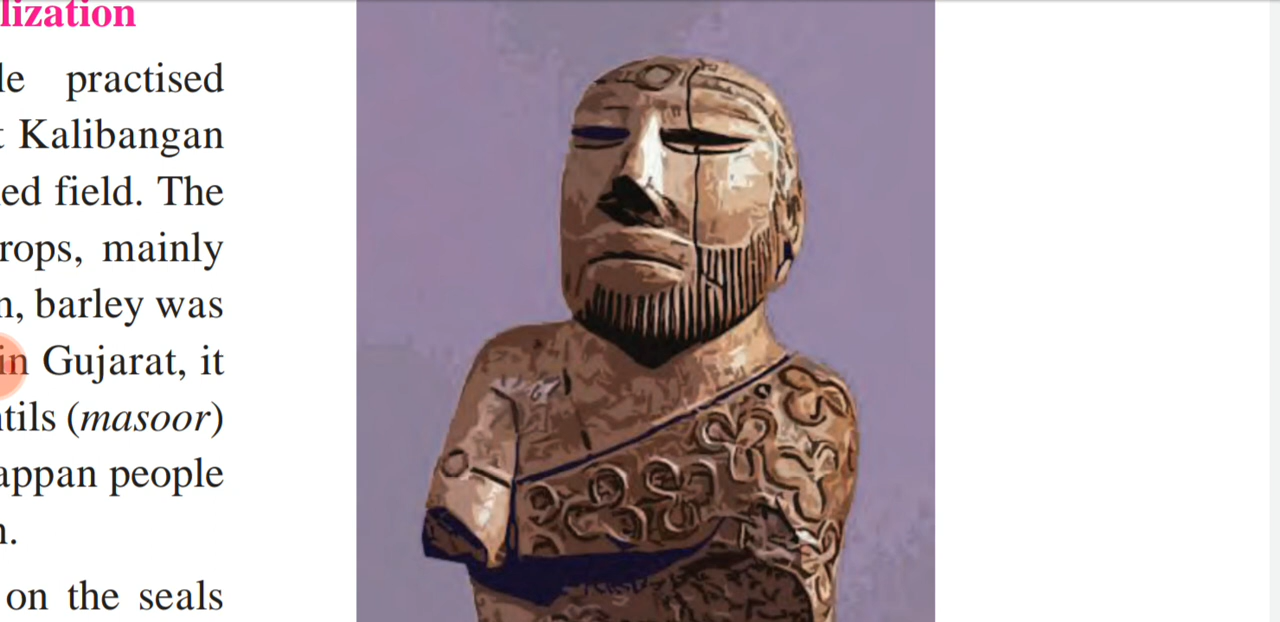 lization
le practised
t Kalibangan
ed field. The
rops, mainly
n, barley was
in Gujarat, it
ntils (masoor)
appan people
n.
on the seals